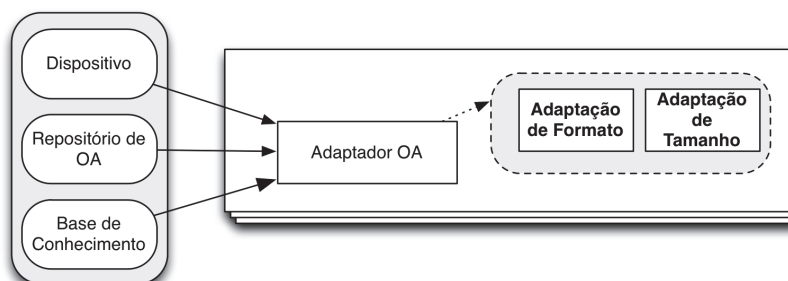 Dispositivo
Repositório de
OA
Base de
Conhecimento
Adaptador OA
Adaptação
de Formato
Adaptação
de
Tamanho